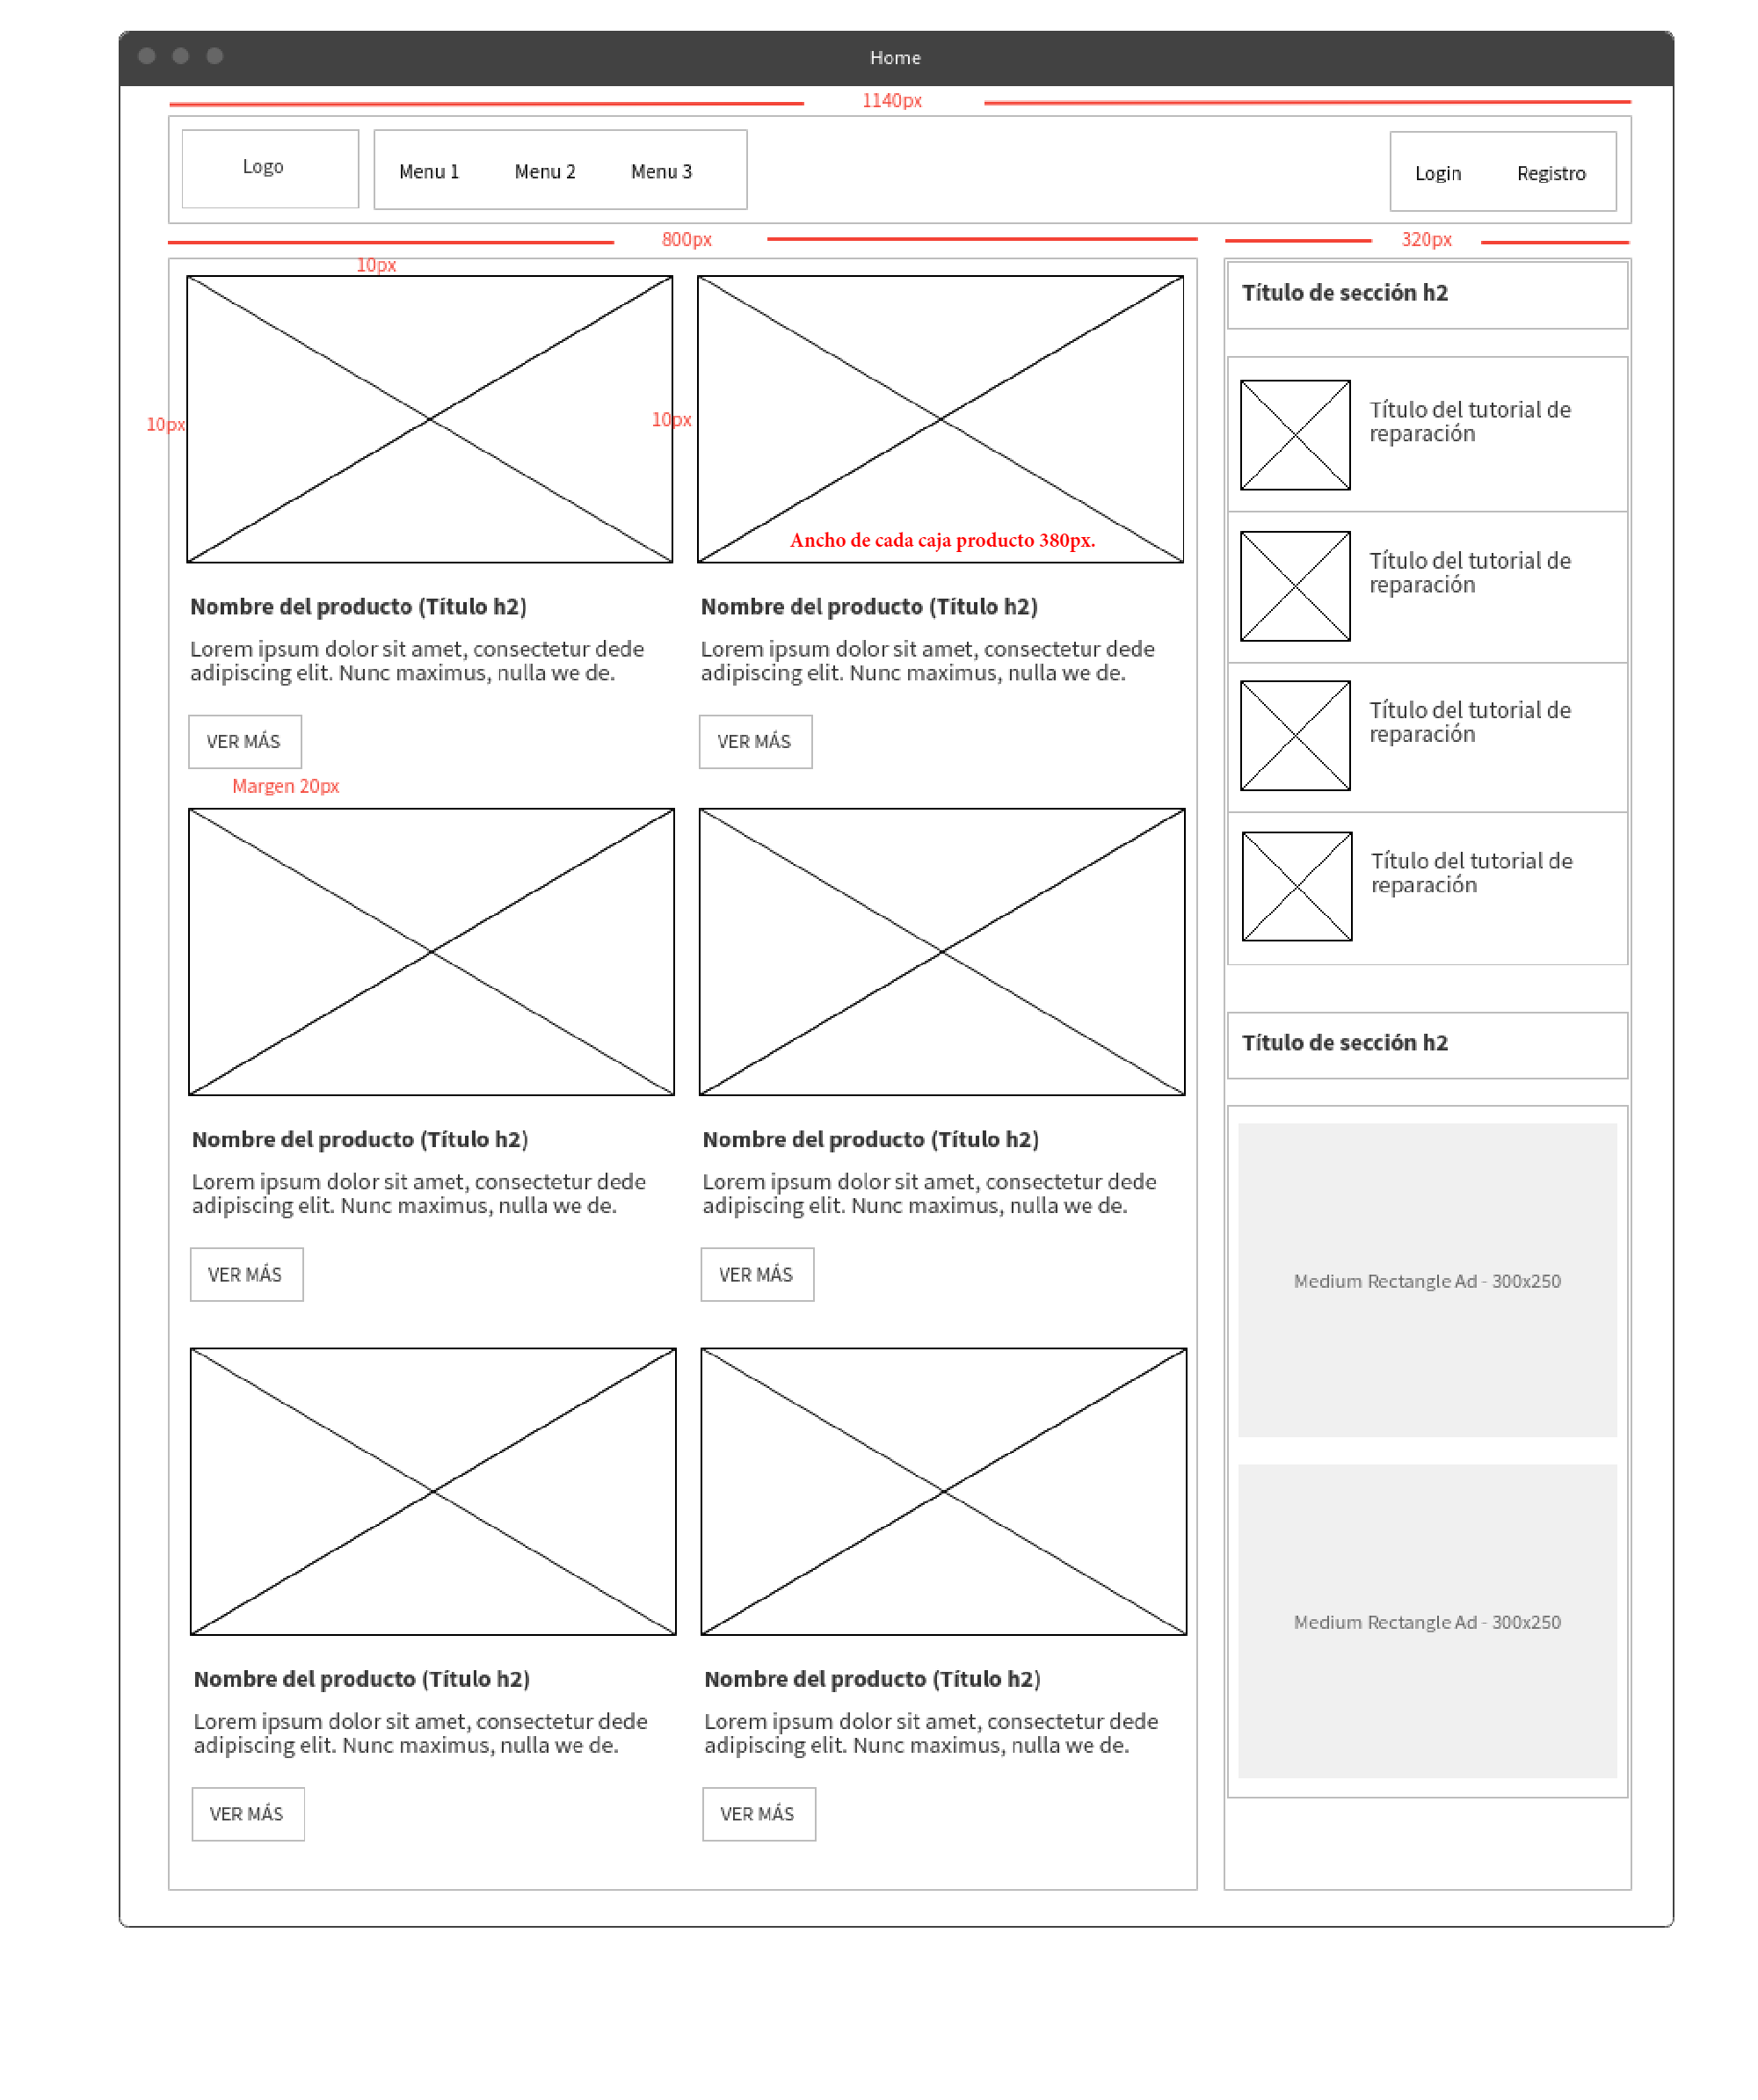 Home
1140px
Logo
Menu 1
Menu 2
Menu 3
Login
Registro
800px
320px
10px
10px
10px
Ancho de cada caja producto 380px.
Nombre del producto (Título h2)
Lorem ipsum dolor sit amet, consectetur dede
adipiscing elit. Nunc maximus, nulla we de.
VER MÁS
Nombre del producto (Título h2)
Lorem ipsum dolor sit amet, consectetur dede
adipiscing elit. Nunc maximus, nulla we de.
VER MÁS
Margen 20px
Nombre del producto (Título h2)
Lorem ipsum dolor sit amet, consectetur dede
adipiscing elit. Nunc maximus, nulla we de.
VER MÁS
Nombre del producto (Título h2)
Lorem ipsum dolor sit amet, consectetur dede
adipiscing elit. Nunc maximus, nulla we de.
VER MÁS
Nombre del producto (Título h2)
Lorem ipsum dolor sit amet, consectetur dede
adipiscing elit. Nunc maximus, nulla we de.
VER MÁS
Nombre del producto (Título h2)
Lorem ipsum dolor sit amet, consectetur dede
adipiscing elit. Nunc maximus, nulla we de.
VER MÁS
Título de sección h2
Título del tutorial de
reparación
Título del tutorial de
reparación
Título del tutorial de
reparación
Título del tutorial de
reparación
Título de sección h2
Medium Rectangle Ad - 300x250
Medium Rectangle Ad - 300x250